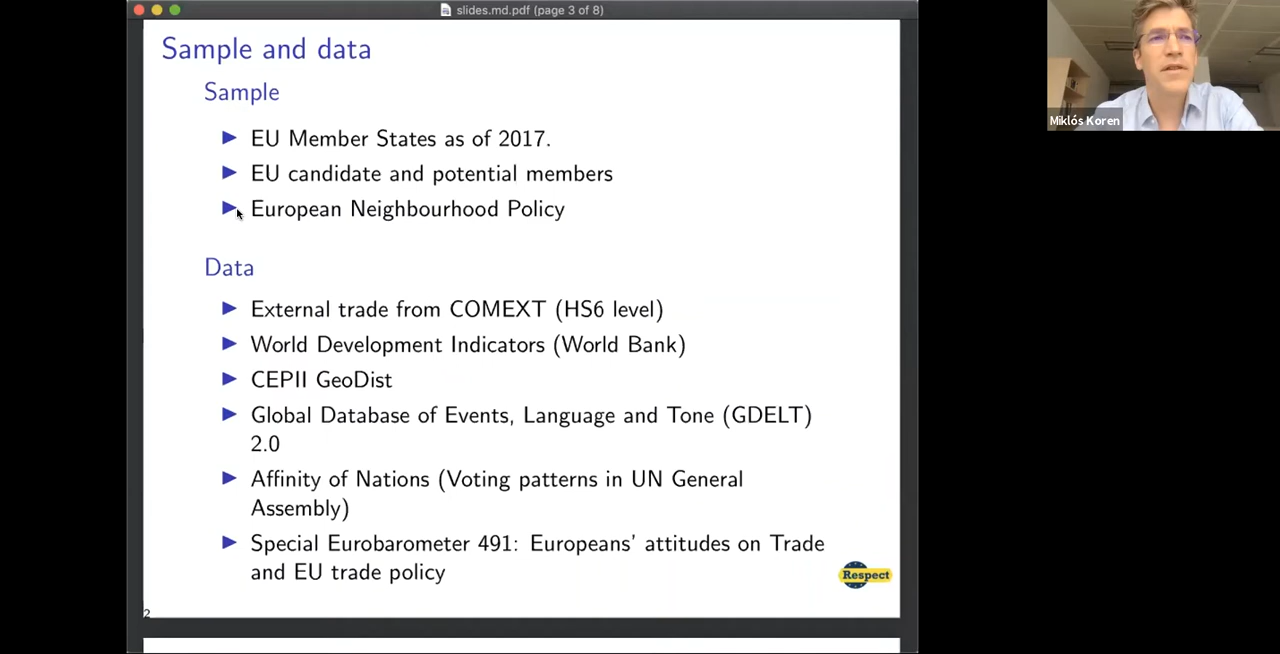 slides.md.pdf (page 3 of 8)
Sample and data
Sample
EU Member States as of 2017.
EU candidate and potential members
European Neighbourhood Policy
Data
External trade from COMEXT (HS6 level)
World Development Indicators (World Bank)
CEPII GeoDist
Global Database of Events, Language and Tone (GDELT)
2.0
Affinity of Nations (Voting patterns in UN General
Assembly)
Special Eurobarometer 491: Europeans' attitudes on Trade
and EU trade policy
Respect
2
Miklós Koren